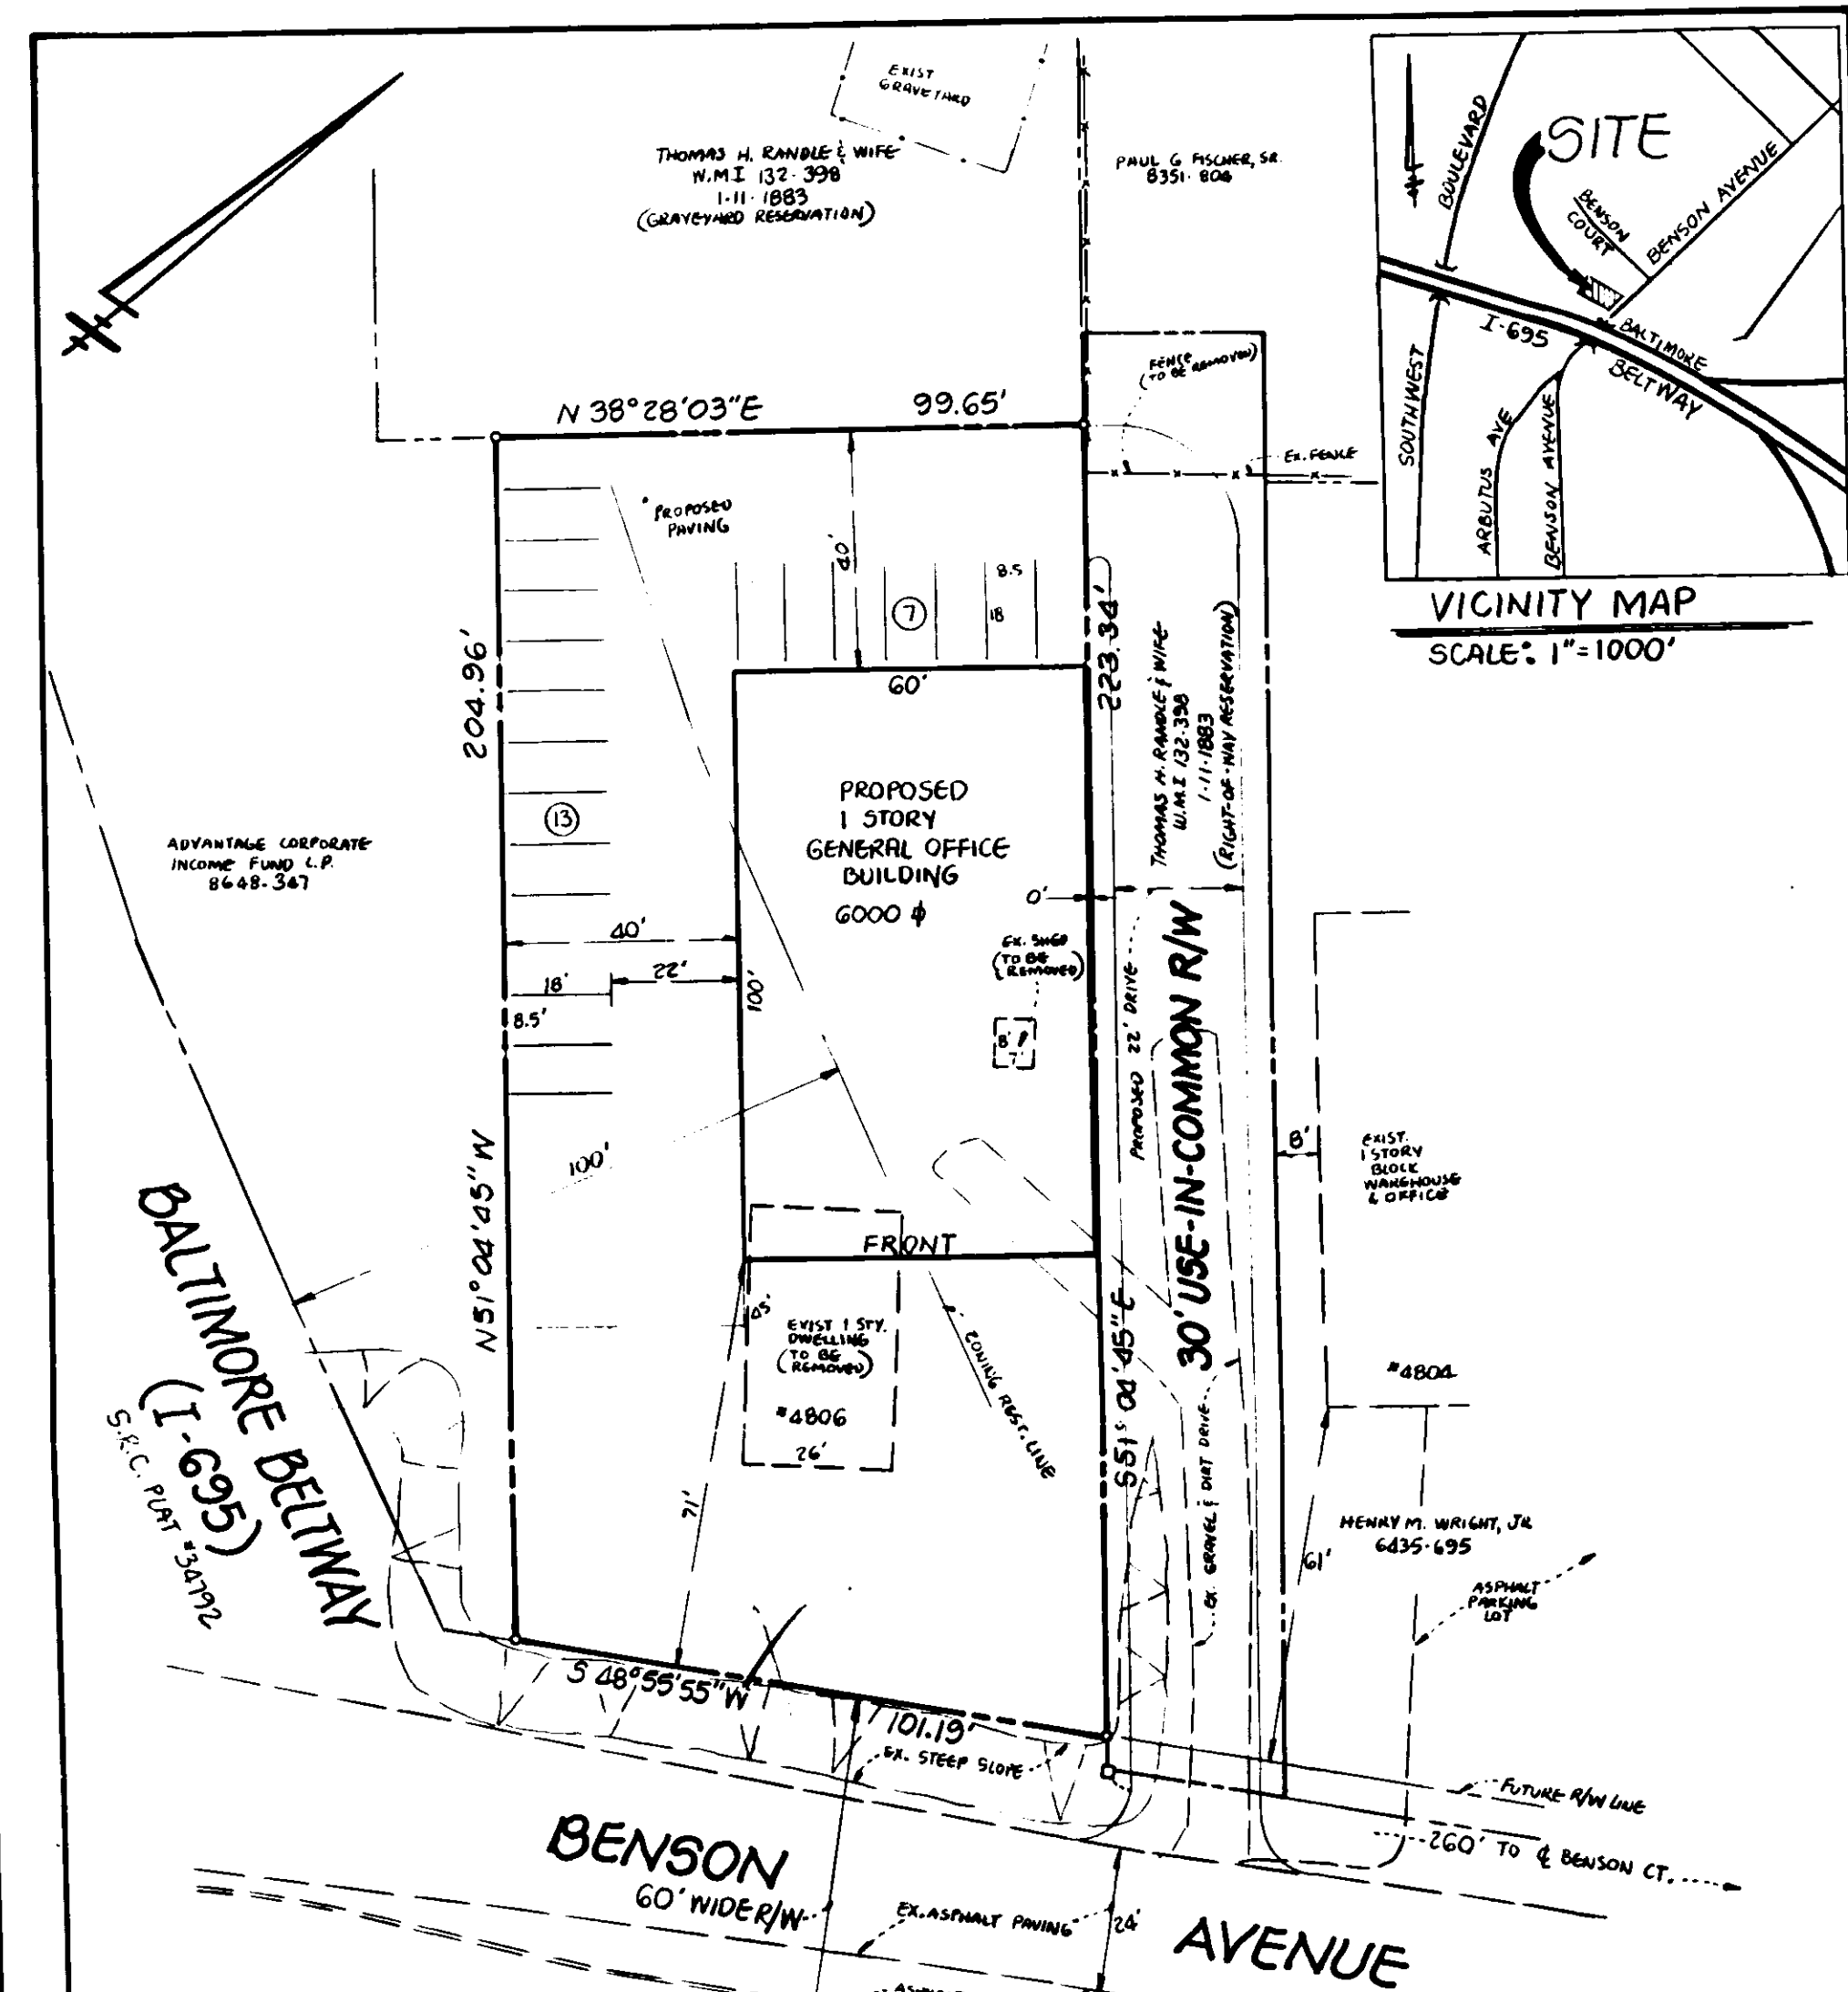 EXIST
GRAVEYARD
THOMAS H. RANDLE & WIFE
W.M.I 132-398
1-11-1883
(GRAVEYARD RESERVATION)
PAUL G FISCHER, SR.
8351-806
SITE
BOULEVARD
BENSON
COURT
BENSON AVENUE
I-695
BALTIMORE
BELTWAY
SOUTHWEST
ARBUTUS AVE
BENSON AVENUE
VICINITY MAP
SCALE: 1"=1000'
N 38°28'03"E
99.65'
FENCE
(TO BE REMOVED)
EX. FENCE
PROPOSED
PAVING
40'
8.5
18
7
60'
204.96'
223.34'
THOMAS H. RANDLE & WIFE
W.M.I 132-398
1-11-1883
(RIGHT-OF-WAY RESERVATION)
PROPOSED
1 STORY
GENERAL OFFICE
BUILDING
6000
13
ADVANTAGE CORPORATE
INCOME FUND L.P.
8648-347
0'
40'
EX. SHED
(TO BE
REMOVED)
18'
22'
100'
8.5'
8'
7'
PROPOSED 22' DRIVE
30' USE-IN-COMMON R/W
8'
EXIST.
1 STORY
BLOCK
WAREHOUSE
& OFFICE
100'
N51°04'45"W
FRONT
45'
EXIST 1 STY.
DWELLING
(TO BE
REMOVED)
#4806
26'
ZONING REST. LINE
S51°04'45"E
EX. GRAVEL & DIRT DRIVE
#4804
BALTIMORE BELTWAY
(I-695)
S.R.C. PLAT #34792
71'
61'
HENRY M. WRIGHT, JR
6435-695
ASPHALT
PARKING
LOT
S 48°55'55"W
101.19'
EX. STEEP SLOPE
FUTURE R/W LINE
260' TO ℄ BENSON CT.
BENSON
60' WIDE R/W
EX. ASPHALT PAVING
24'
AVENUE